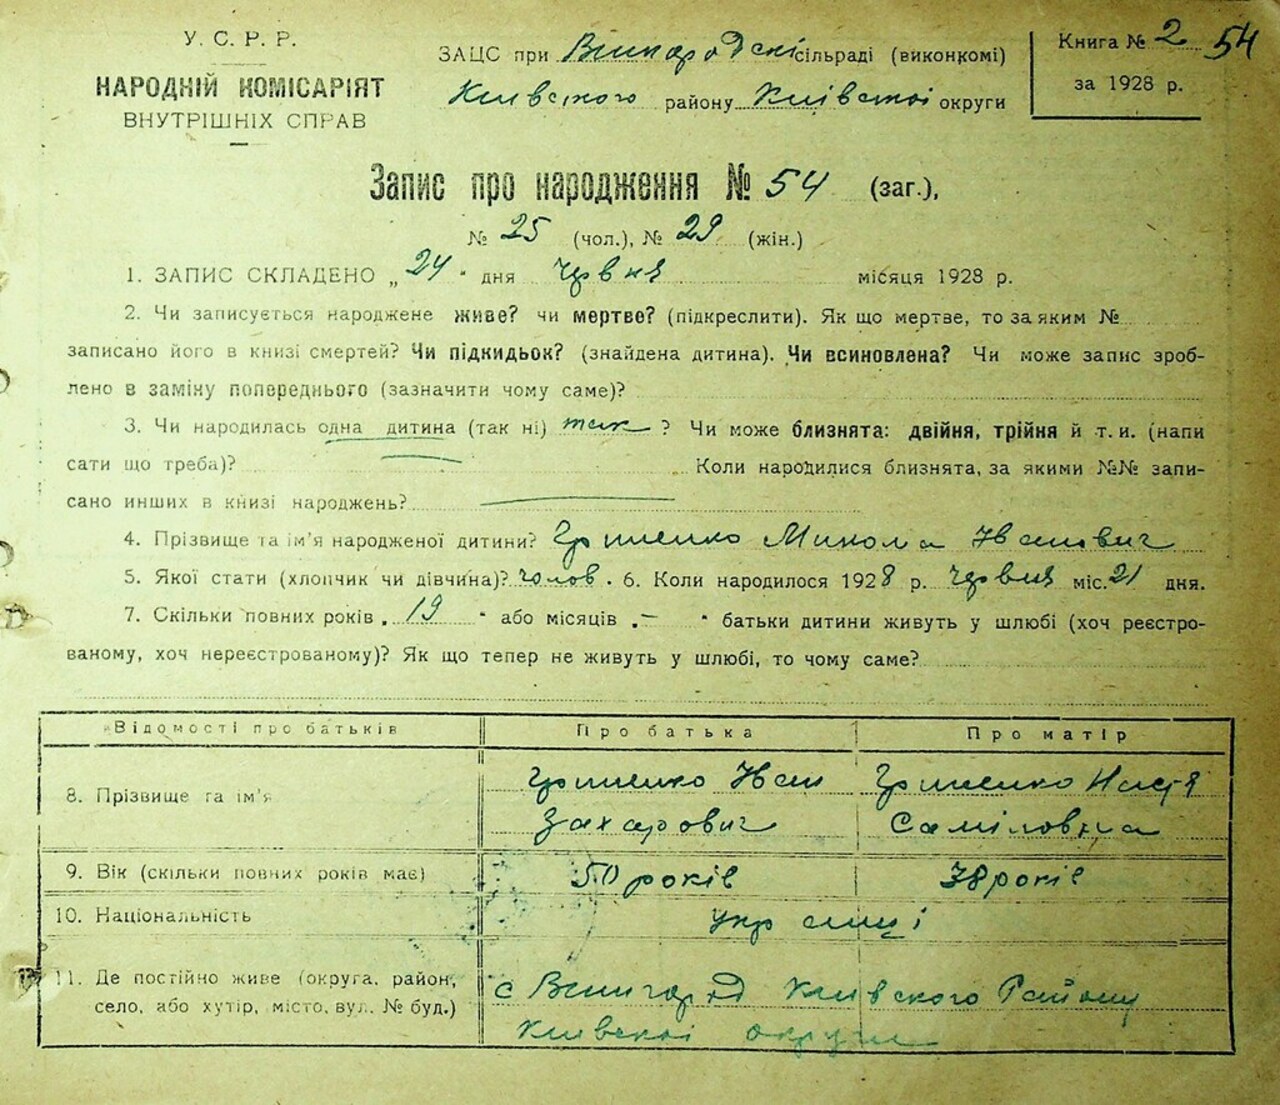 У. С. Р. Р.
НАРОДНІЙ КОМІСАРІЯТ
ВНУТРІШНІХ СПРАВ
ЗАЦС при Вишгородскі сільраді (виконкомі)
Київського району Київської округи
Книга № 2 54
за 1928 р.
Запис про народження № 54 (заг.),
№ 25 (чол.), № 29 (жін.)
1. ЗАПИС СКЛАДЕНО „24" дня червня місяця 1928 р.
2. Чи записується народжене живе? чи мертве? (підкреслити). Як що мертве, то за яким №
записано його в книзі смертей? Чи підкидьок? (знайдена дитина). Чи всиновлена? Чи може запис зроб-
лено в заміну попереднього (зазначити чому саме)?
3. Чи народилась одна дитина (так ні) так ? Чи може близнята: двійня, трійня й т. и. (напи
сати що треба)? Коли народилися близнята, за якими №№ запи-
сано инших в книзі народжень?
4. Прізвище та ім'я народженої дитини? Гриненко Микола Іванович
5. Якої стати (хлопчик чи дівчина)? чолов. 6. Коли народилося 1928 р. червня міс. 21 дня.
7. Скільки повних років „19" або місяців „—" батьки дитини живуть у шлюбі (хоч реєстро-
ваному, хоч нереєстрованому)? Як що тепер не живуть у шлюбі, то чому саме?
Відомості про батьків Про батька Про матір
8. Прізвище та ім'я Гриненко Іван Захарович Гриненко Настя Саміловна
9. Вік (скільки повних років має) 50 років 38 років
10. Національність українці
11. Де постійно живе (округа, район,
село, або хутір, місто, вул. № буд.)
с Вишгород Київского Району
Київскої округи